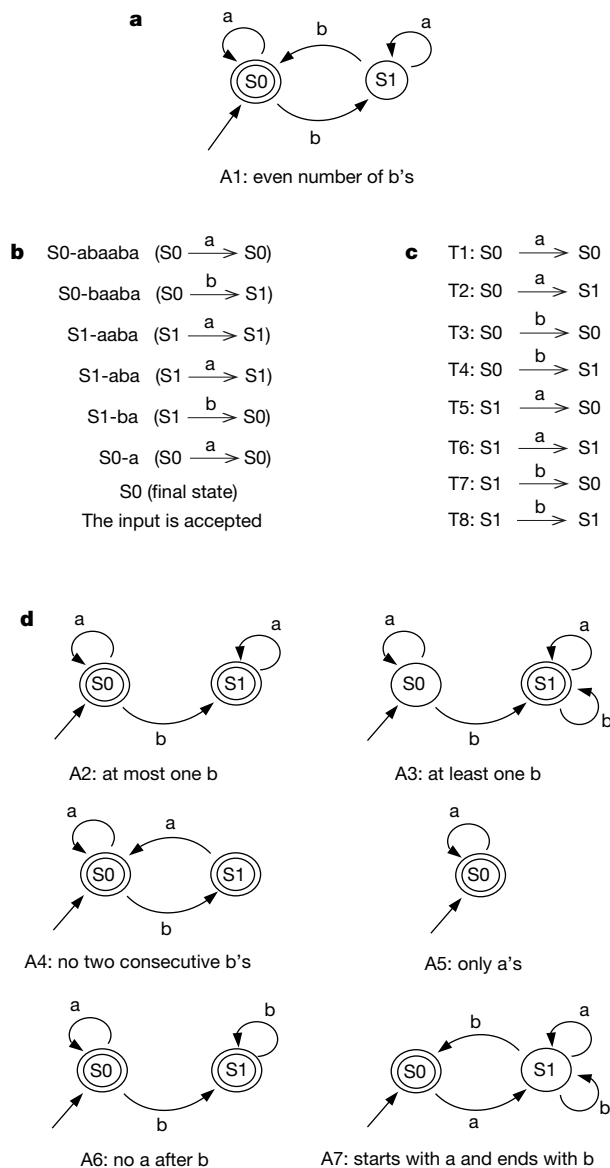 a
a
a
b
S0
S1
b
A1: even number of b's
b
S0-abaaba (S0 a→ S0)
S0-baaba (S0 b→ S1)
S1-aaba (S1 a→ S1)
S1-aba (S1 a→ S1)
S1-ba (S1 b→ S0)
S0-a (S0 a→ S0)
S0 (final state)
The input is accepted
c
T1: S0 a→ S0
T2: S0 a→ S1
T3: S0 b→ S0
T4: S0 b→ S1
T5: S1 a→ S0
T6: S1 a→ S1
T7: S1 b→ S0
T8: S1 b→ S1
d
a
a
S0
S1
b
A2: at most one b
a
a
S0
S1
b
b
A3: at least one b
a
a
S0
S1
b
A4: no two consecutive b's
a
S0
A5: only a's
a
b
S0
S1
b
A6: no a after b
b
a
S0
S1
a
b
A7: starts with a and ends with b